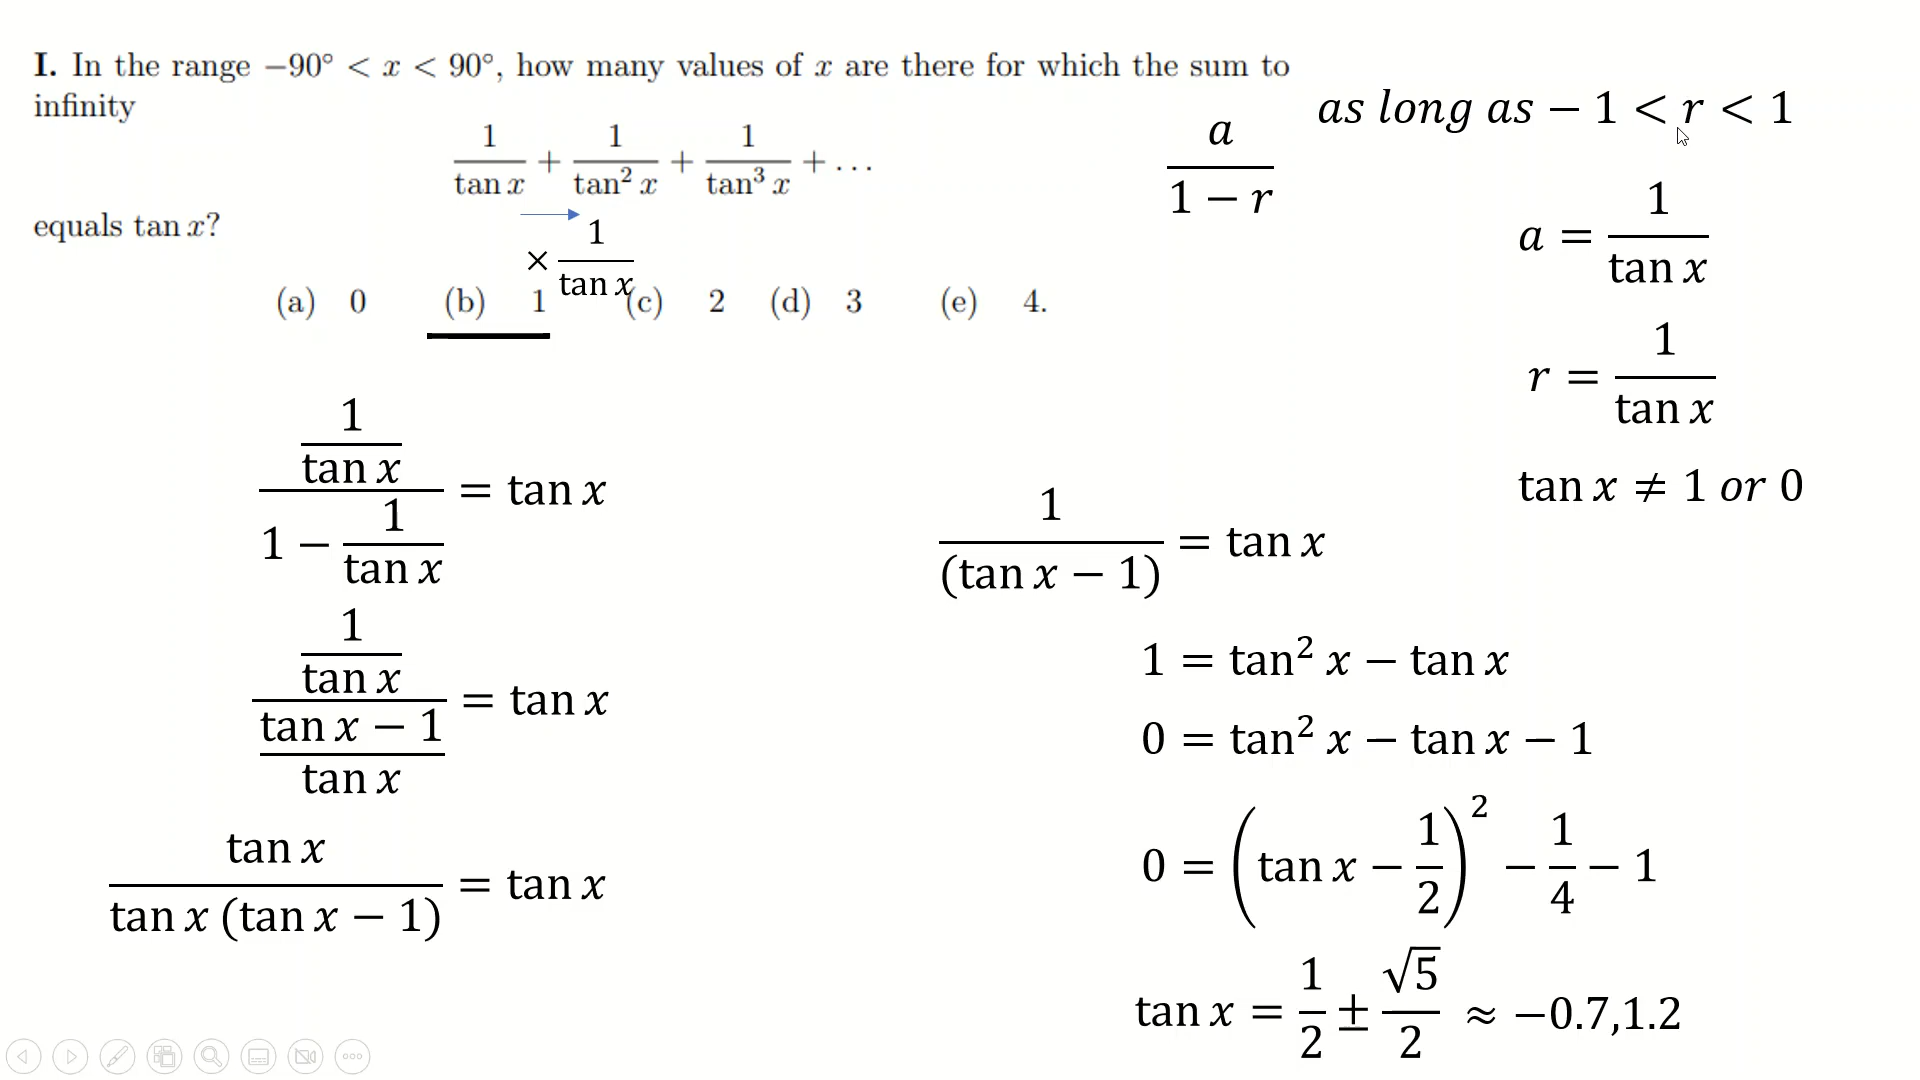 I. In the range −90° < x < 90°, how many values of x are there for which the sum to
infinity
1/tan x + 1/tan² x + 1/tan³ x + ...
equals tan x?
× 1/tan x
(a) 0 (b) 1 (c) 2 (d) 3 (e) 4.
a/(1 − r)
as long as − 1 < r < 1
a = 1/tan x
r = 1/tan x
tan x ≠ 1 or 0
(1/tan x)/(1 − 1/tan x) = tan x
(1/tan x)/((tan x − 1)/tan x) = tan x
tan x/(tan x (tan x − 1)) = tan x
1/(tan x − 1) = tan x
1 = tan² x − tan x
0 = tan² x − tan x − 1
0 = (tan x − 1/2)² − 1/4 − 1
tan x = 1/2 ± √5/2 ≈ −0.7,1.2